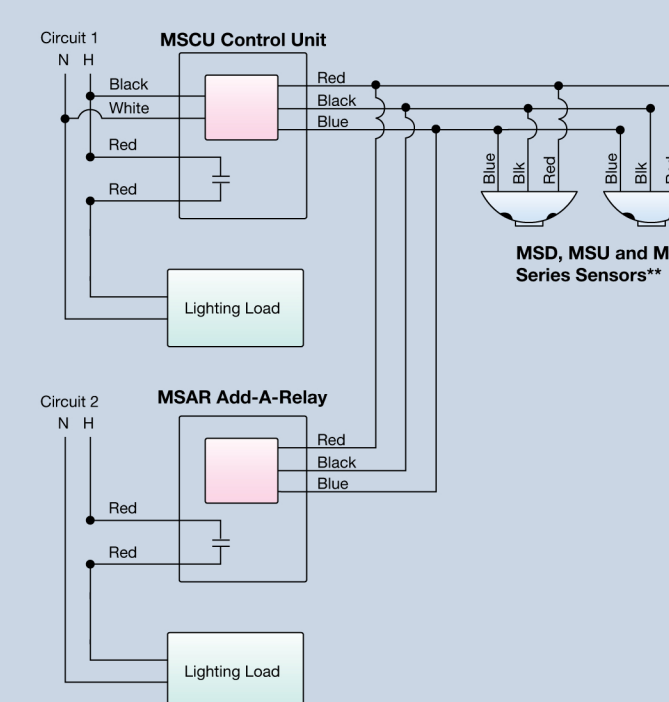 Circuit 1
N H
MSCU Control Unit
Black
White
Red
Red
Red
Black
Blue
Lighting Load
Blue
Blk
Red
Blue
Blk
MSD, MSU and M
Series Sensors**
Circuit 2
N H
MSAR Add-A-Relay
Red
Red
Red
Black
Blue
Lighting Load